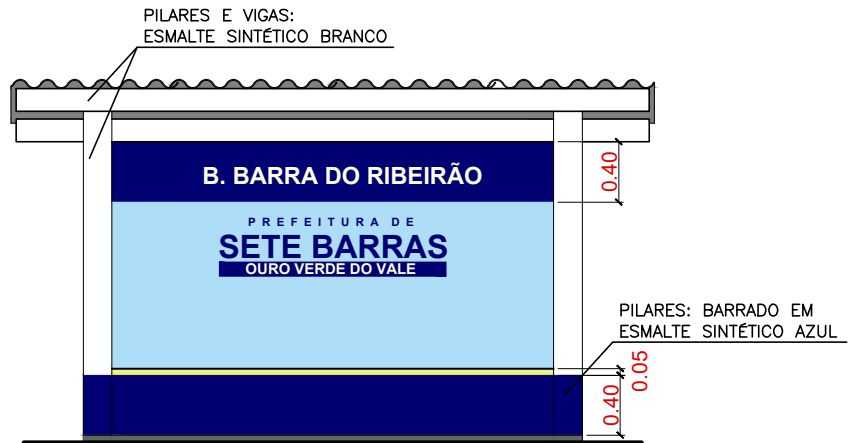 PILARES E VIGAS:
ESMALTE SINTÉTICO BRANCO
B. BARRA DO RIBEIRÃO
0.40
PREFEITURA DE
SETE BARRAS
OURO VERDE DO VALE
PILARES: BARRADO EM
ESMALTE SINTÉTICO AZUL
0.05
0.40